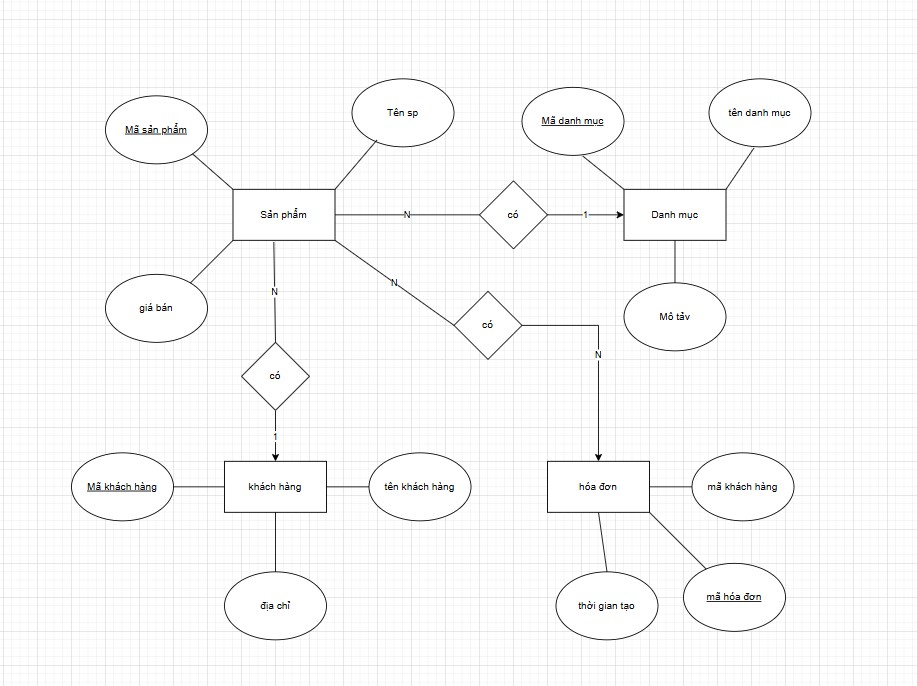 Tên sp
tên danh mục
Mã danh mục
Mã sản phẩm
Sản phẩm
N
có
1
Danh mục
N
N
giá bán
Mô tảv
có
N
có
1
Mã khách hàng
khách hàng
tên khách hàng
hóa đơn
mã khách hàng
địa chỉ
thời gian tạo
mã hóa đơn